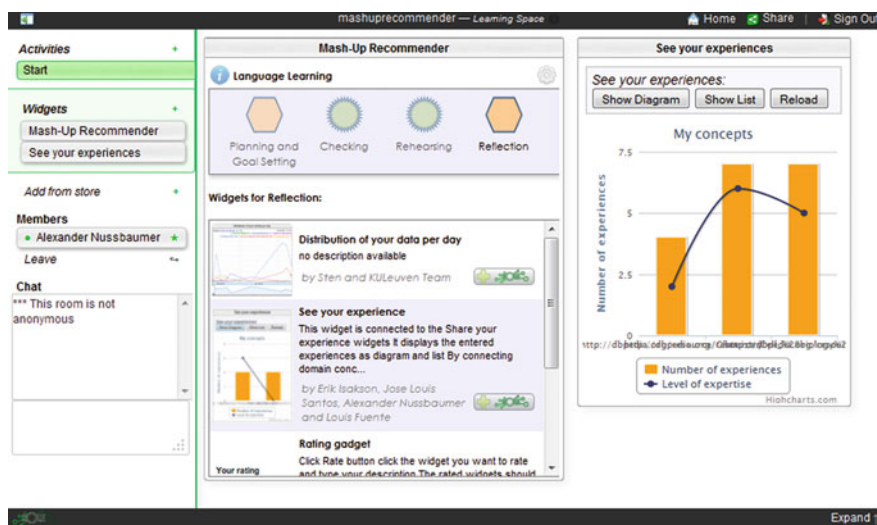 mashuprecommender — Learning Space
Home Share | Sign Out
Activities +
Start
Widgets +
Mash-Up Recommender
See your experiences
Add from store +
Members
Alexander Nussbaumer
Leave
Chat
*** This room is not
anonymous
Mash-Up Recommender
Language Learning
Planning and
Goal Setting
Checking
Rehearsing
Reflection
Widgets for Reflection:
Distribution of your data per day
no description available
by Sten and KULeuven Team
See your experience
This widget is connected to the Share your
experience widgets It displays the entered
experiences as diagram and list By connecting
domain conc...
by Erik Isakson, Jose Louis
Santos, Alexander Nussbaumer
and Louis Fuente
Rating gadget
Click Rate button click the widget you want to rate
and type your description The rated widgets should
Your rating
See your experiences
See your experiences:
Show Diagram Show List Reload
My concepts
Number of experiences
7.5
5
2.5
0
Number of experiences
Level of expertise
Highcharts.com
Expand